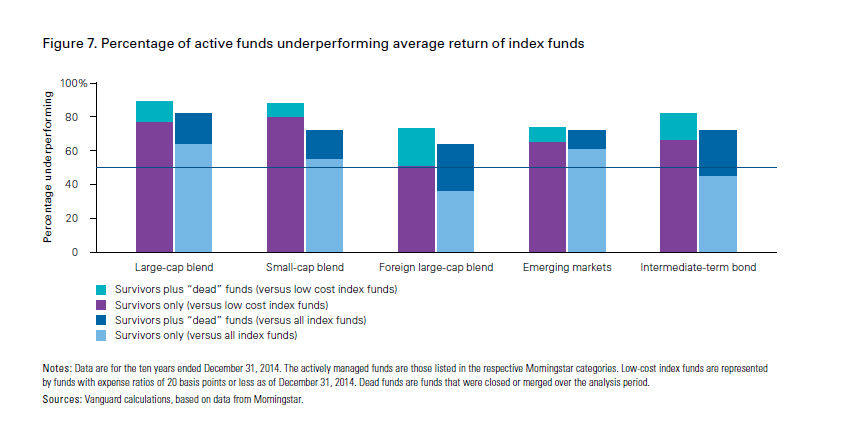 Figure 7. Percentage of active funds underperforming average return of index funds
Percentage underperforming
100%
80
60
40
20
0
Large-cap blend
Small-cap blend
Foreign large-cap blend
Emerging markets
Intermediate-term bond
Survivors plus “dead” funds (versus low cost index funds)
Survivors only (versus low cost index funds)
Survivors plus “dead” funds (versus all index funds)
Survivors only (versus all index funds)
Notes: Data are for the ten years ended December 31, 2014. The actively managed funds are those listed in the respective Morningstar categories. Low-cost index funds are represented
by funds with expense ratios of 20 basis points or less as of December 31, 2014. Dead funds are funds that were closed or merged over the analysis period.
Sources: Vanguard calculations, based on data from Morningstar.